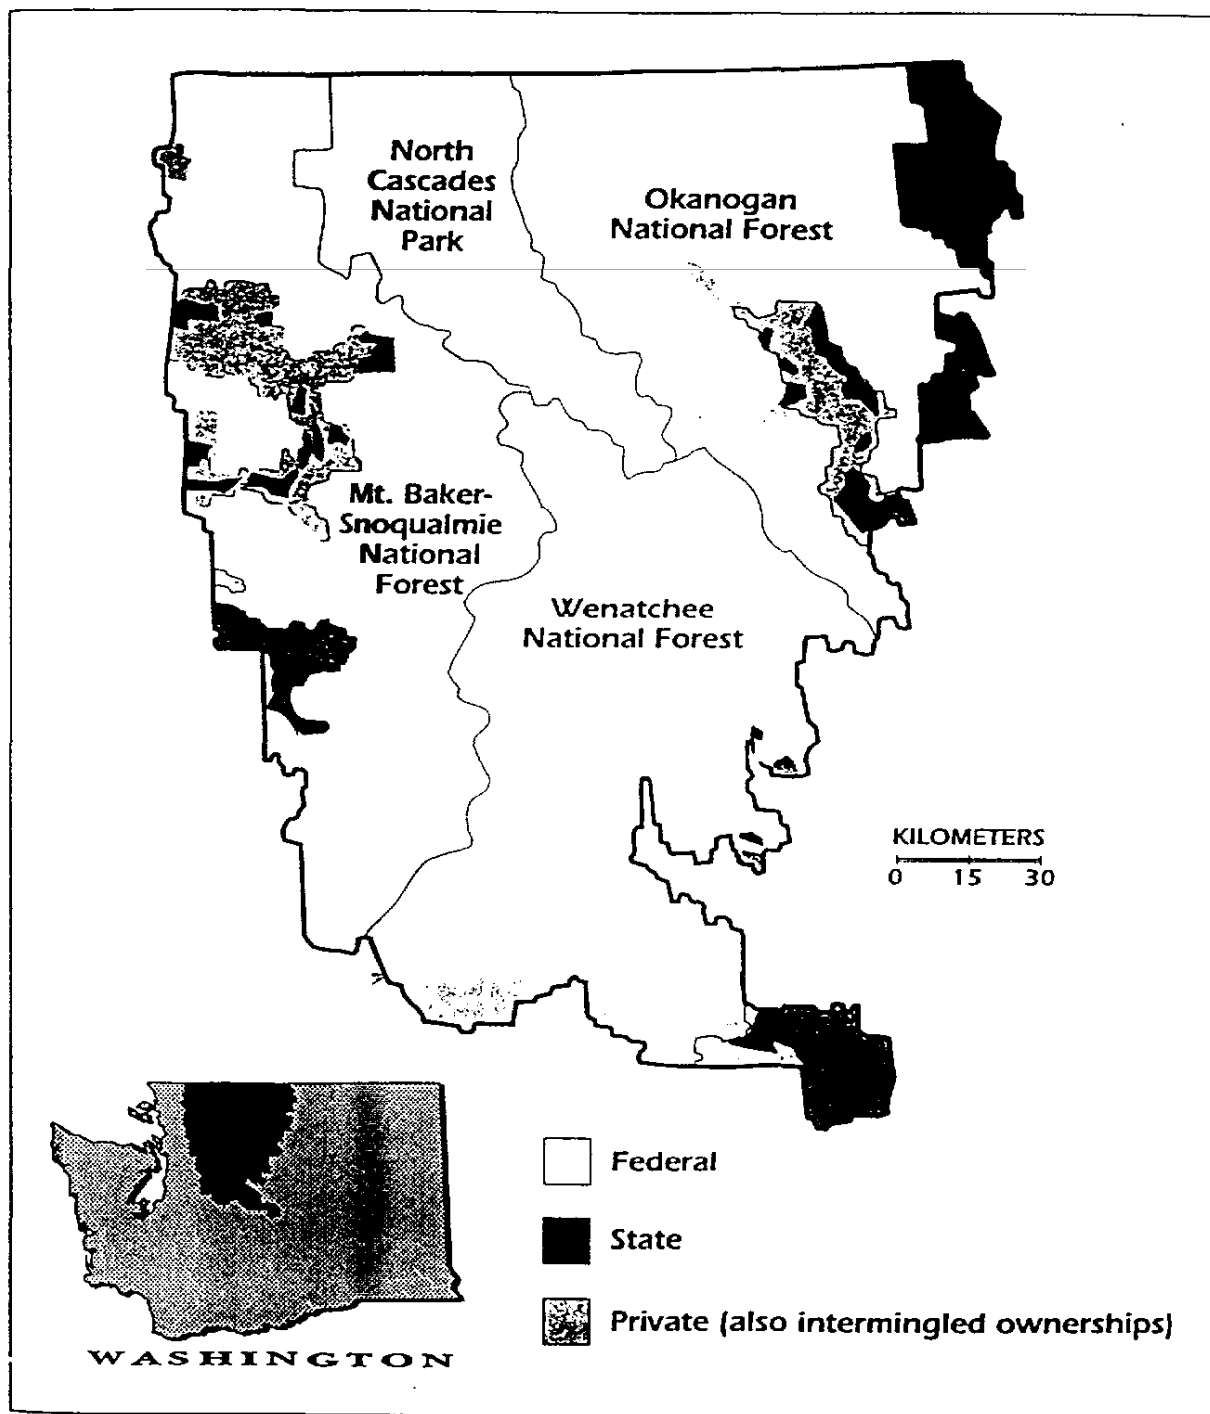 North
Cascades
National
Park
Okanogan
National Forest
Mt. Baker-
Snoqualmie
National
Forest
Wenatchee
National Forest
KILOMETERS
0 15 30
Federal
State
Private (also intermingled ownerships)
WASHINGTON